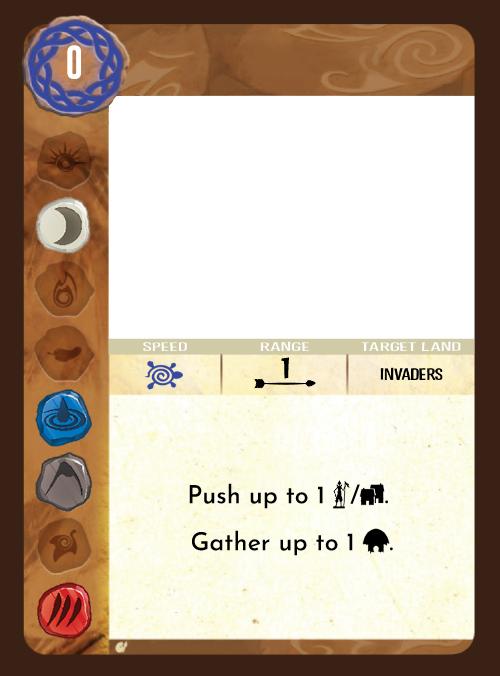 0
SPEED
RANGE
TARGET LAND
1
INVADERS
Push up to 1 /.
Gather up to 1 .